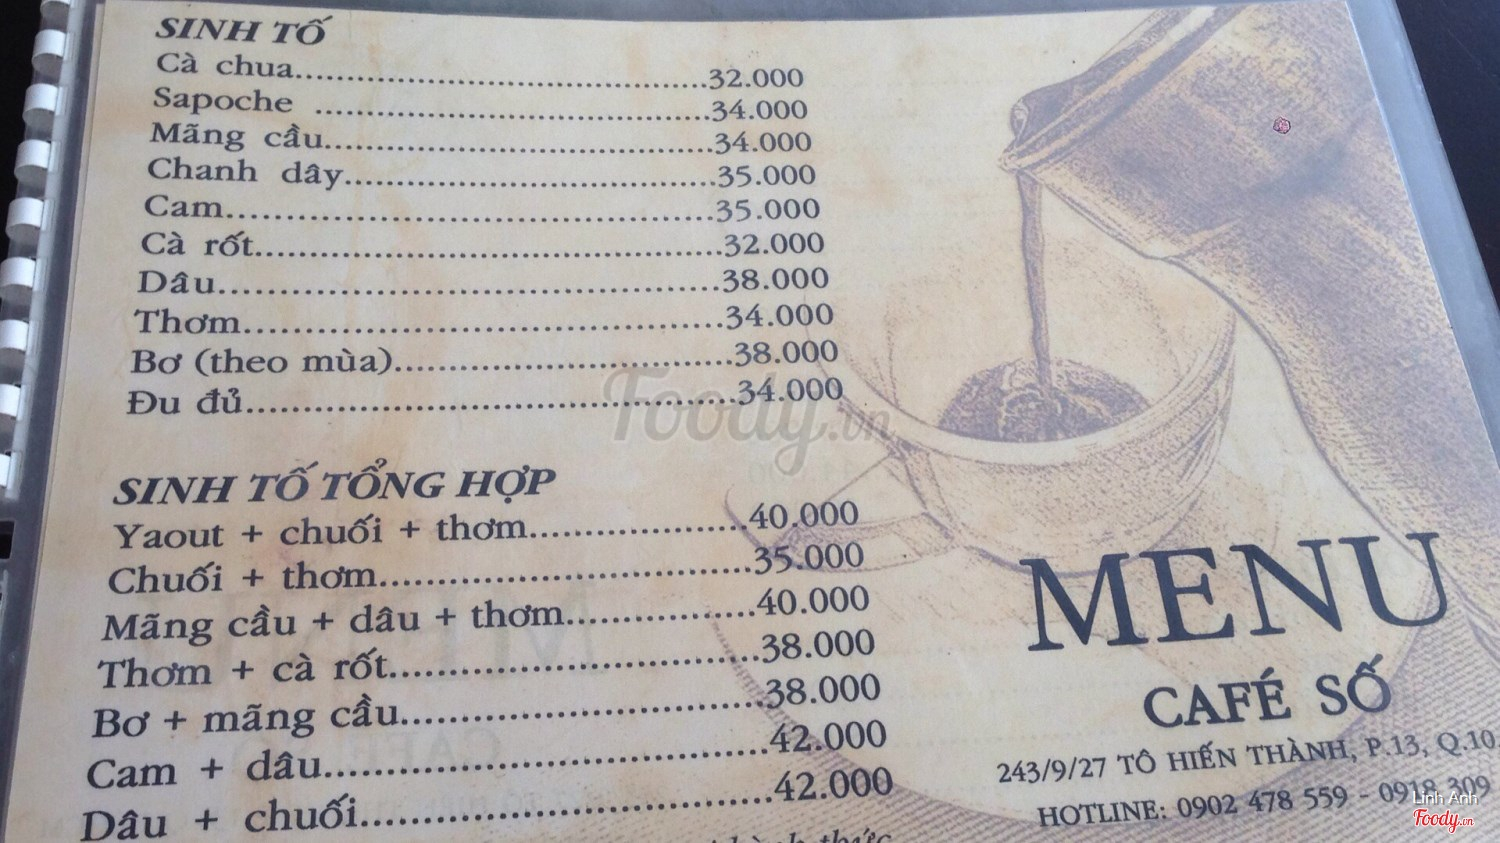 SINH TỐ
Cà chua..................................................32.000
Sapoche ................................................34.000
Mãng cầu...............................................34.000
Chanh dây.............................................35.000
Cam.......................................................35.000
Cà rốt.....................................................32.000
Dâu.........................................................38.000
Thơm......................................................34.000
Bơ (theo mùa)........................................38.000
Đu đủ......................................................34.000
Foody.vn
SINH TỐ TỔNG HỢP
Yaout + chuối + thơm....................40.000
Chuối + thơm..................................35.000
Mãng cầu + dâu + thơm.................40.000
Thơm + cà rốt.................................38.000
Bơ + mãng cầu................................38.000
Cam + dâu.......................................42.000
Dâu + chuối.....................................42.000
thức
MENU
CAFÉ SỐ
243/9/27 TÔ HIẾN THÀNH, P.13, Q.10.
HOTLINE: 0902 478 559 - 0918 309
Linh Anh
Foody.vn